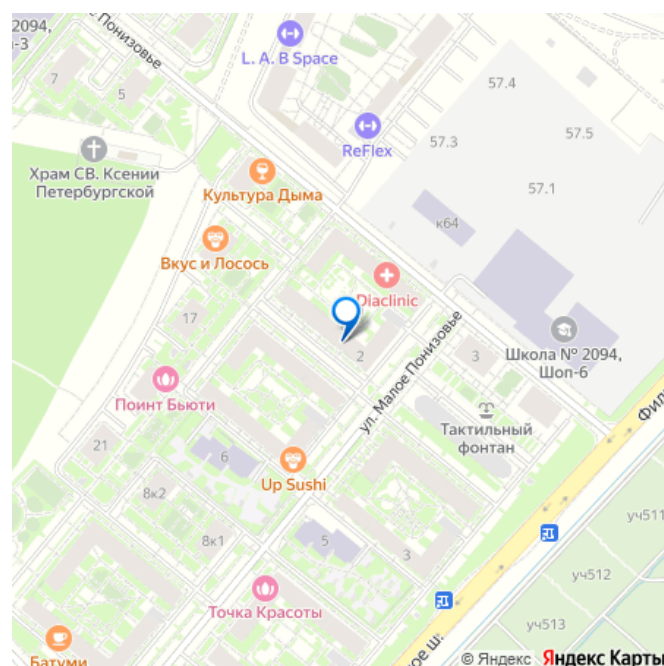 2094,
п-3
ое Понизовье
7
5
L. A. B Space
57.4
57.3
57.5
ReFlex
57.1
Храм СВ. Ксении
Петербургской
Культура Дыма
к64
Вкус и Лосось
Diaclinic
17
2
ул. Малое Понизовье
3
Школа № 2094,
Шоп-6
Поинт Бьюти
Тактильный
фонтан
Фил
21
6
Up Sushi
8к2
уч511
8к1
5
3
уч512
Точка Красоты
уч513
Батуми
ое ш.
© Яндекс Яндекс Карты